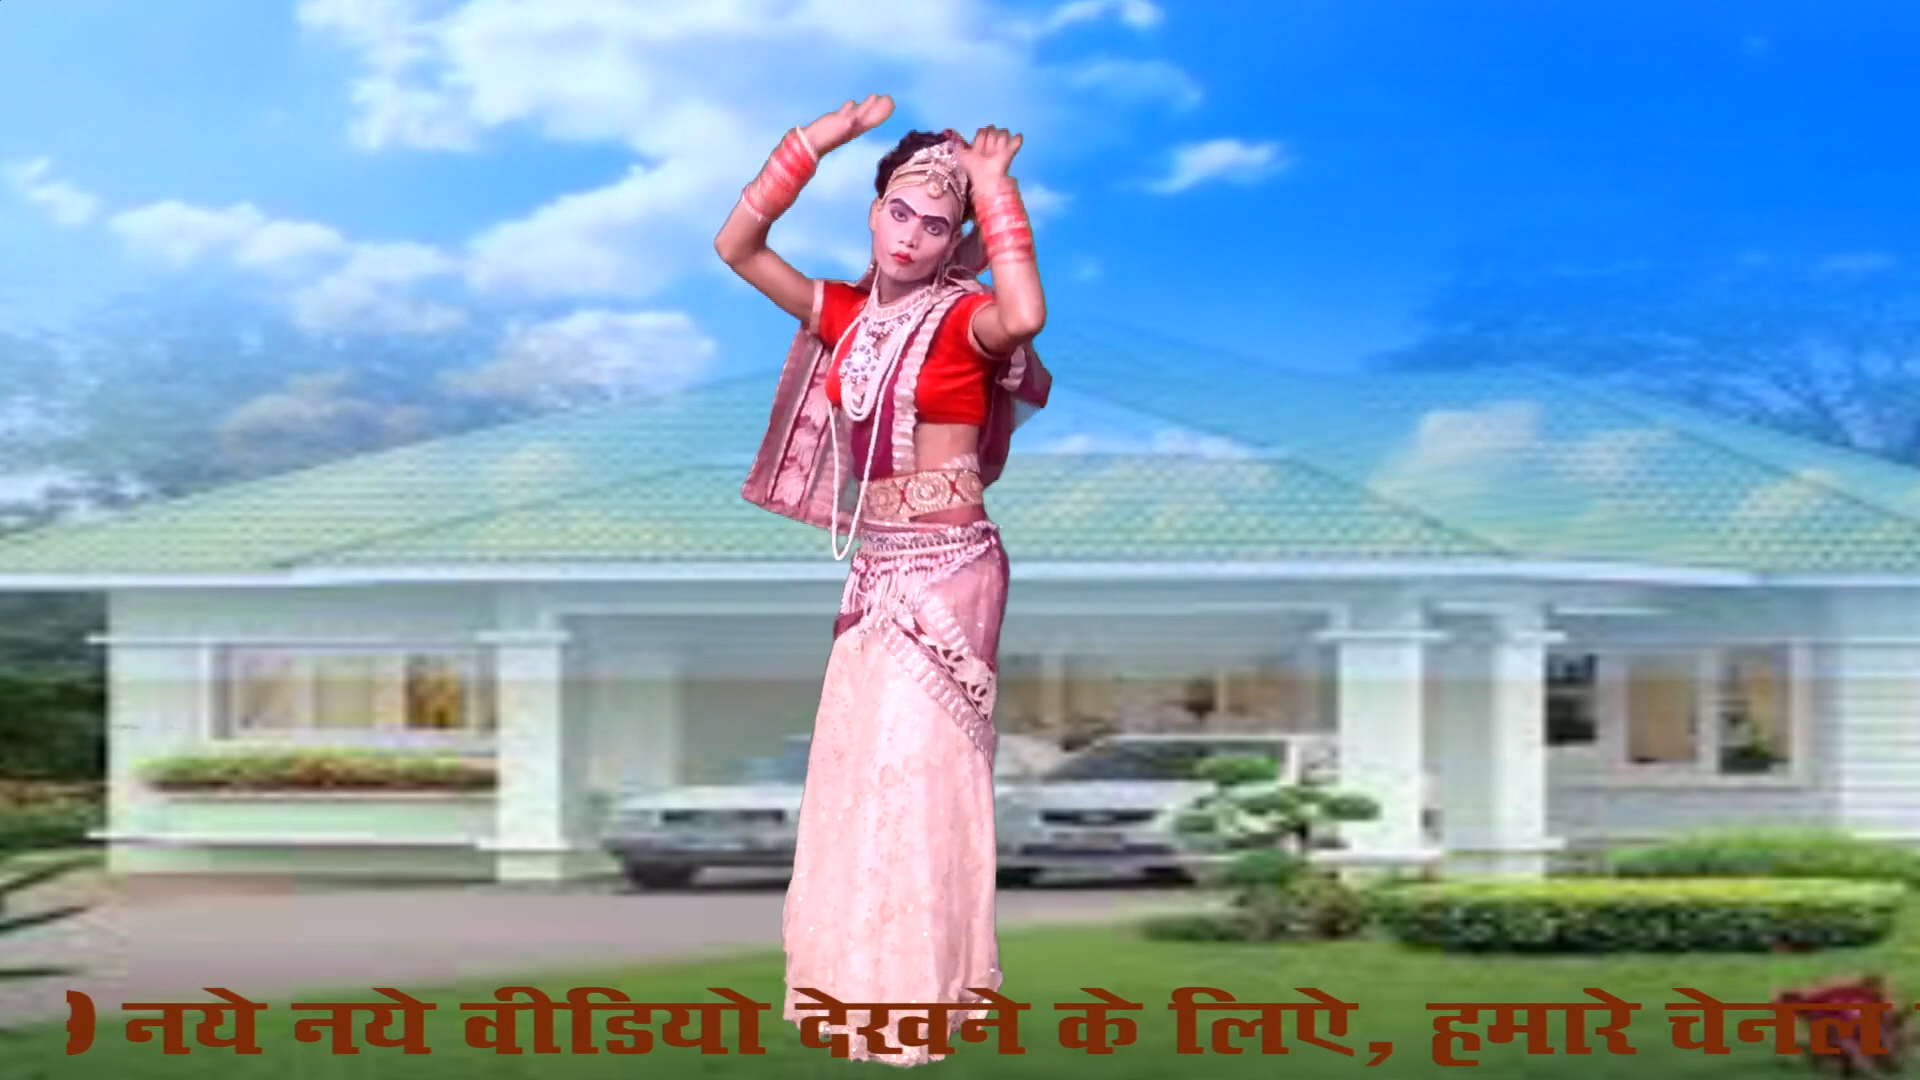 ) नये नये वीडियो देखने के लिऐ, हमारे चेनल